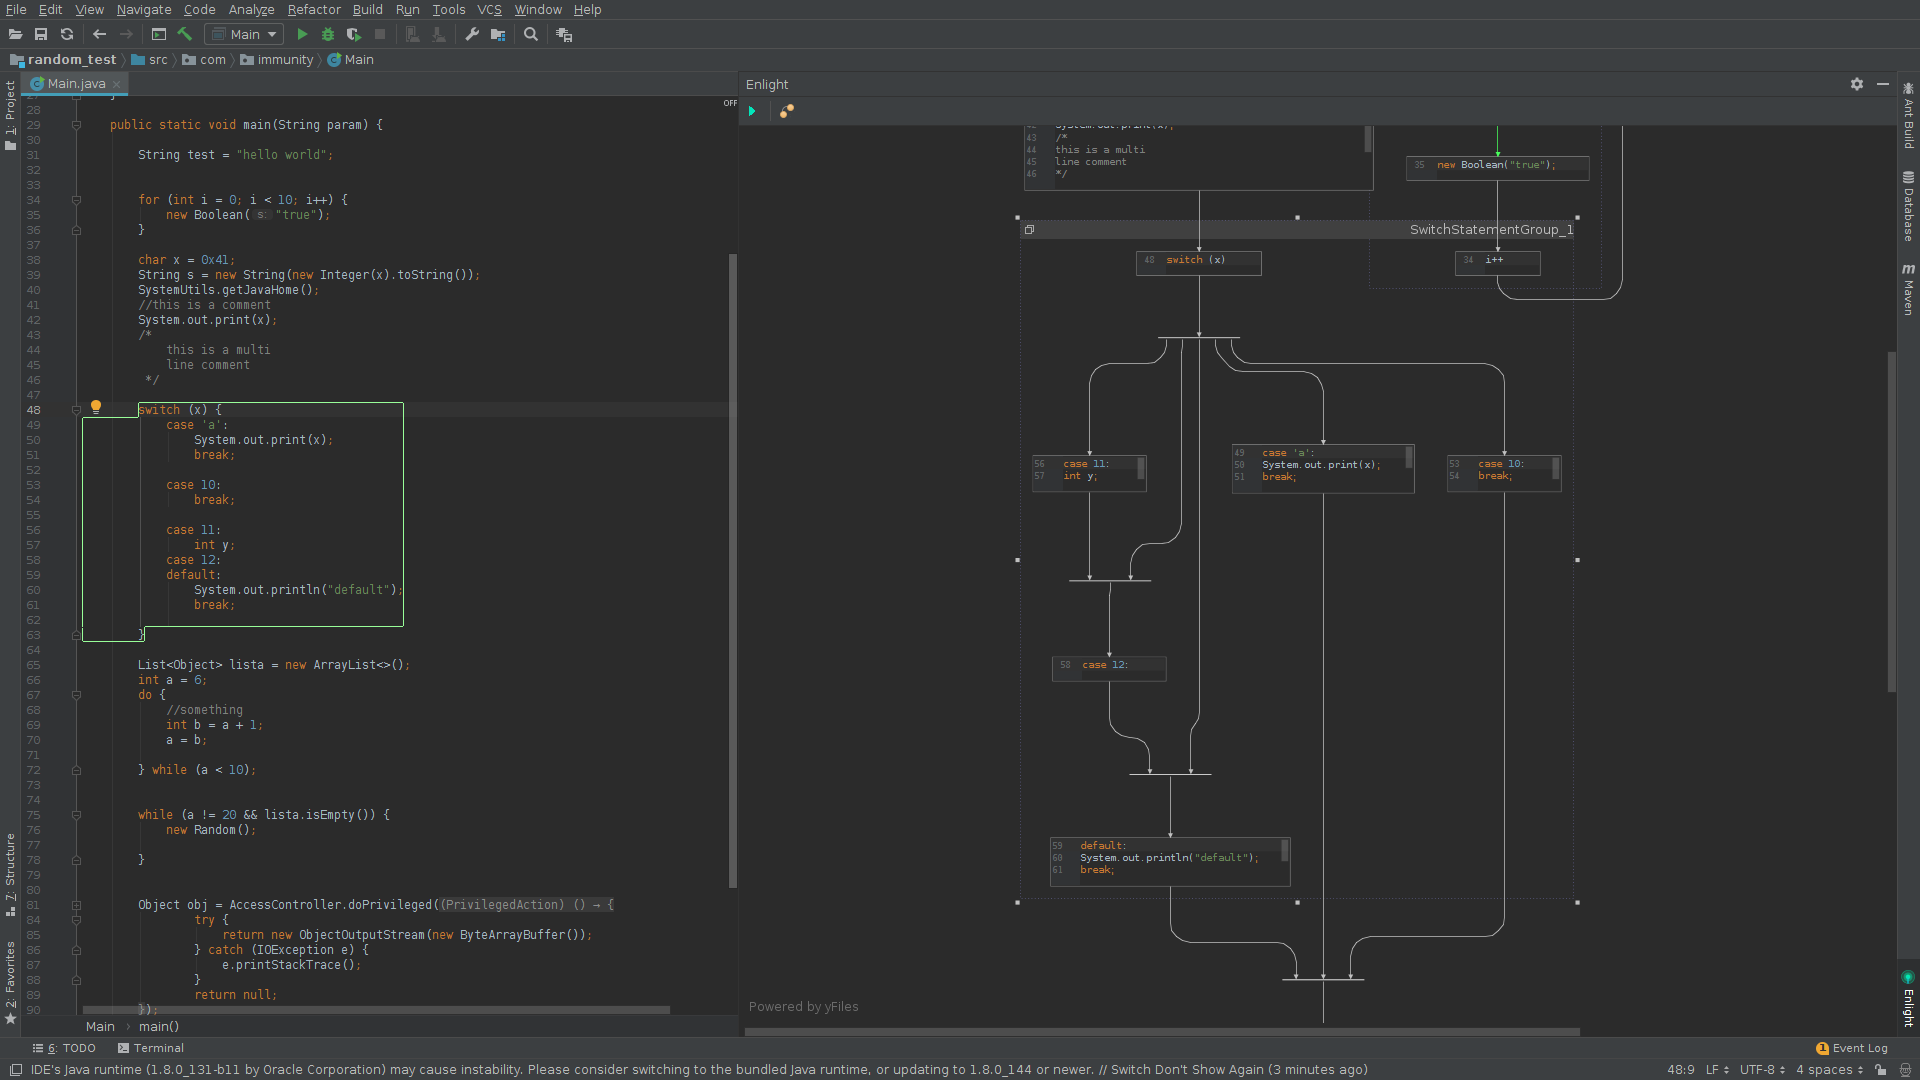 File Edit View Navigate Code Analyze Refactor Build Run Tools VCS Window Help
Main
random_test src com immunity Main
Main.java
1: Project
7: Structure
2: Favorites
OFF
28
29 public static void main(String param) {
30
31 String test = "hello world";
32
33
34 for (int i = 0; i < 10; i++) {
35 new Boolean( s: "true");
36 }
37
38 char x = 0x41;
39 String s = new String(new Integer(x).toString());
40 SystemUtils.getJavaHome();
41 //this is a comment
42 System.out.print(x);
43 /*
44 this is a multi
45 line comment
46 */
47
48 switch (x) {
49 case 'a':
50 System.out.print(x);
51 break;
52
53 case 10:
54 break;
55
56 case 11:
57 int y;
58 case 12:
59 default:
60 System.out.println("default");
61 break;
62
63 }
64
65 List<Object> lista = new ArrayList<>();
66 int a = 6;
67 do {
68 //something
69 int b = a + 1;
70 a = b;
71
72 } while (a < 10);
73
74
75 while (a != 20 && lista.isEmpty()) {
76 new Random();
77
78 }
79
80
81 Object obj = AccessController.doPrivileged((PrivilegedAction) () → {
84 try {
85 return new ObjectOutputStream(new ByteArrayBuffer());
86 } catch (IOException e) {
87 e.printStackTrace();
88 }
89 return null;
90 });
Main › main()
Enlight
System.out.print(x);
43 /*
44 this is a multi
45 line comment
46 */
35 new Boolean("true");
SwitchStatementGroup_1
48 switch (x)
34 i++
56 case 11:
57 int y;
49 case 'a':
50 System.out.print(x);
51 break;
53 case 10:
54 break;
58 case 12:
59 default:
60 System.out.println("default");
61 break;
Powered by yFiles
Ant Build
Database
m Maven
Enlight
6: TODO Terminal
1 Event Log
IDE's Java runtime (1.8.0_131-b11 by Oracle Corporation) may cause instability. Please consider switching to the bundled Java runtime, or updating to 1.8.0_144 or newer. // Switch Don't Show Again (3 minutes ago)
48:9 LF UTF-8 4 spaces